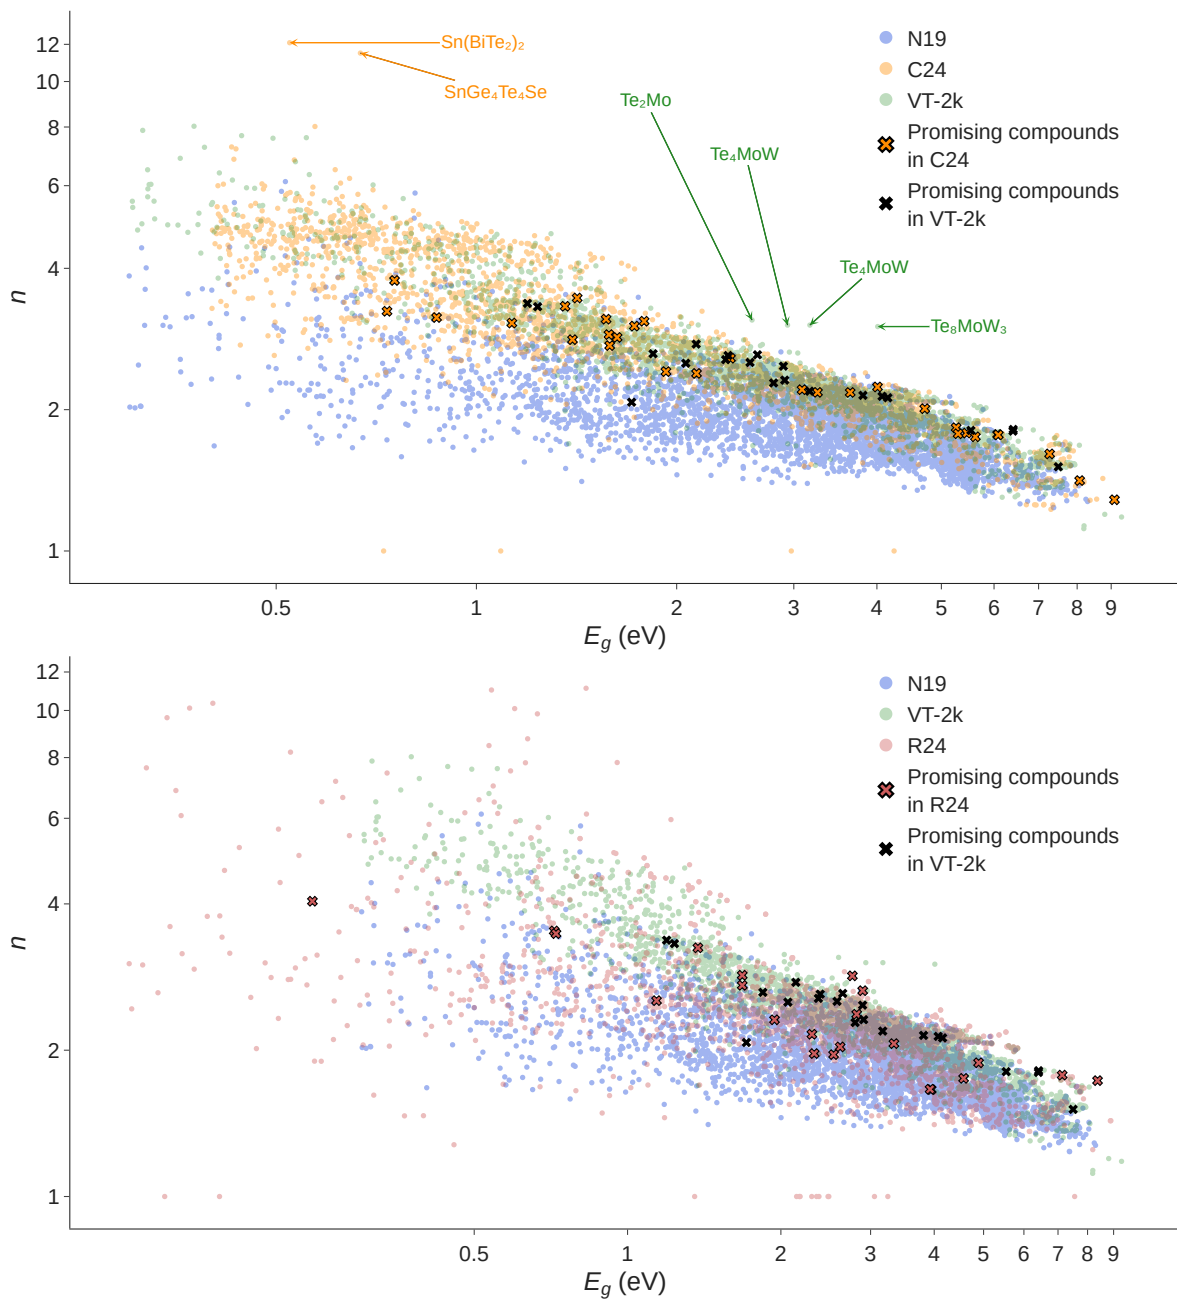 12
10
8
6
4
2
1
n
Sn(BiTe₂)₂
SnGe₄Te₄Se
Te₂Mo
Te₄MoW
Te₄MoW
Te₈MoW₃
N19
C24
VT-2k
Promising compounds
in C24
Promising compounds
in VT-2k
0.5 1 2 3 4 5 6 7 8 9
E_g (eV)
12
10
8
6
4
2
1
n
N19
VT-2k
R24
Promising compounds
in R24
Promising compounds
in VT-2k
0.5 1 2 3 4 5 6 7 8 9
E_g (eV)